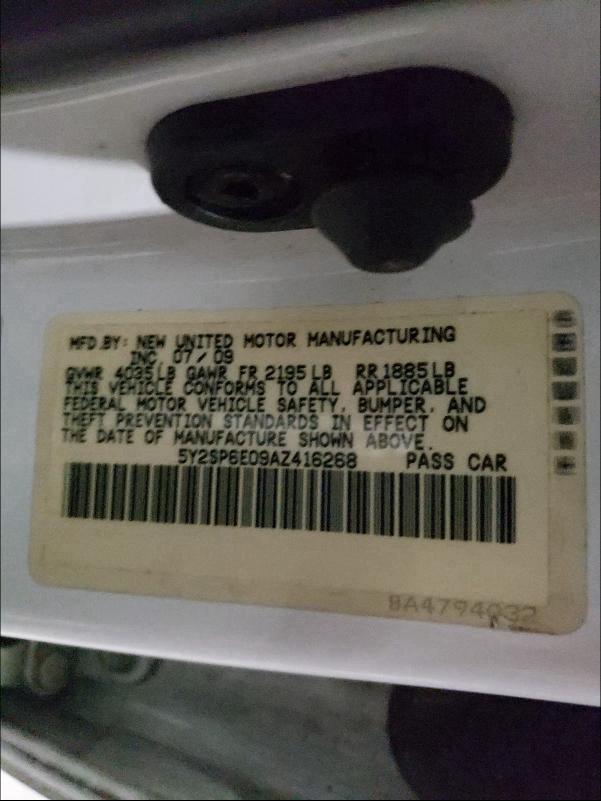 MFD.BY: NEW UNITED MOTOR MANUFACTURING
INC 07/09
GVWR 4035LB GAWR FR 2195LB RR1885LB
THIS VEHICLE CONFORMS TO ALL APPLICABLE
FEDERAL MOTOR VEHICLE SAFETY, BUMPER, AND
THEFT PREVENTION STANDARDS IN EFFECT ON
THE DATE OF MANUFACTURE SHOWN ABOVE.
5Y2SP6E09AZ416268 PASS CAR
8A4794032